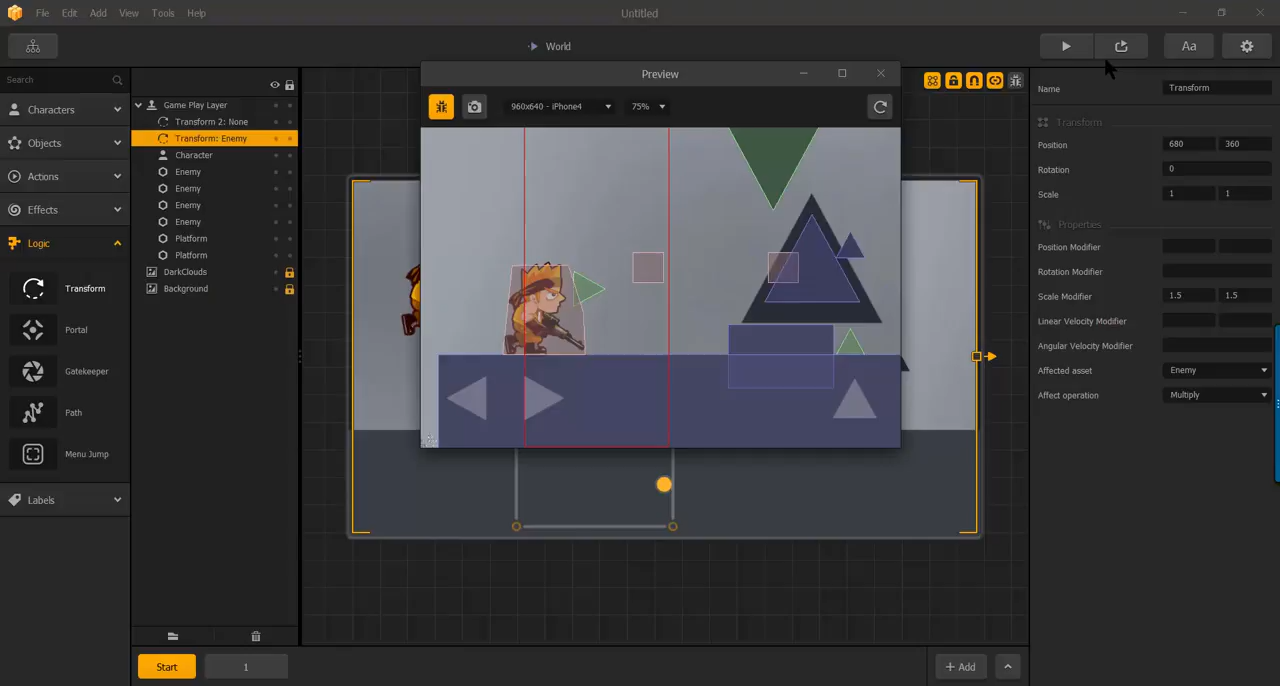 File Edit Add View Tools Help
Untitled
World
Aa
Search
Characters
Objects
Actions
Effects
Logic
Transform
Portal
Gatekeeper
Path
Menu Jump
Labels
Game Play Layer
Transform 2: None
Transform: Enemy
Character
Enemy
Enemy
Enemy
Enemy
Platform
Platform
DarkClouds
Background
Preview
960x640 - iPhone4 75%
Name Transform
Transform
Position 680 360
Rotation 0
Scale 1 1
Properties
Position Modifier
Rotation Modifier
Scale Modifier 1.5 1.5
Linear Velocity Modifier
Angular Velocity Modifier
Affected asset Enemy
Affect operation Multiply
Start 1
+ Add